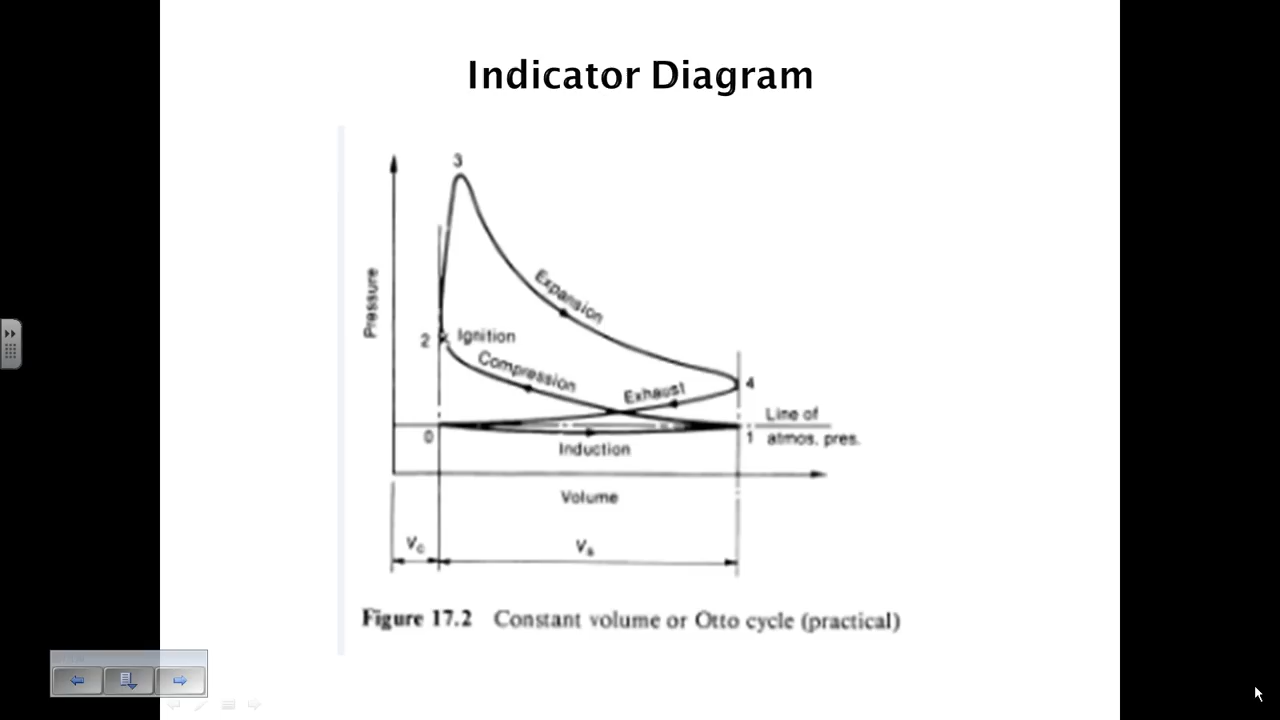 Indicator Diagram
3
Pressure
Expansion
2 Ignition
Compression
Exhaust
4
Line of
atmos. pres.
0
1
Induction
Volume
Vc
Vs
Figure 17.2 Constant volume or Otto cycle (practical)